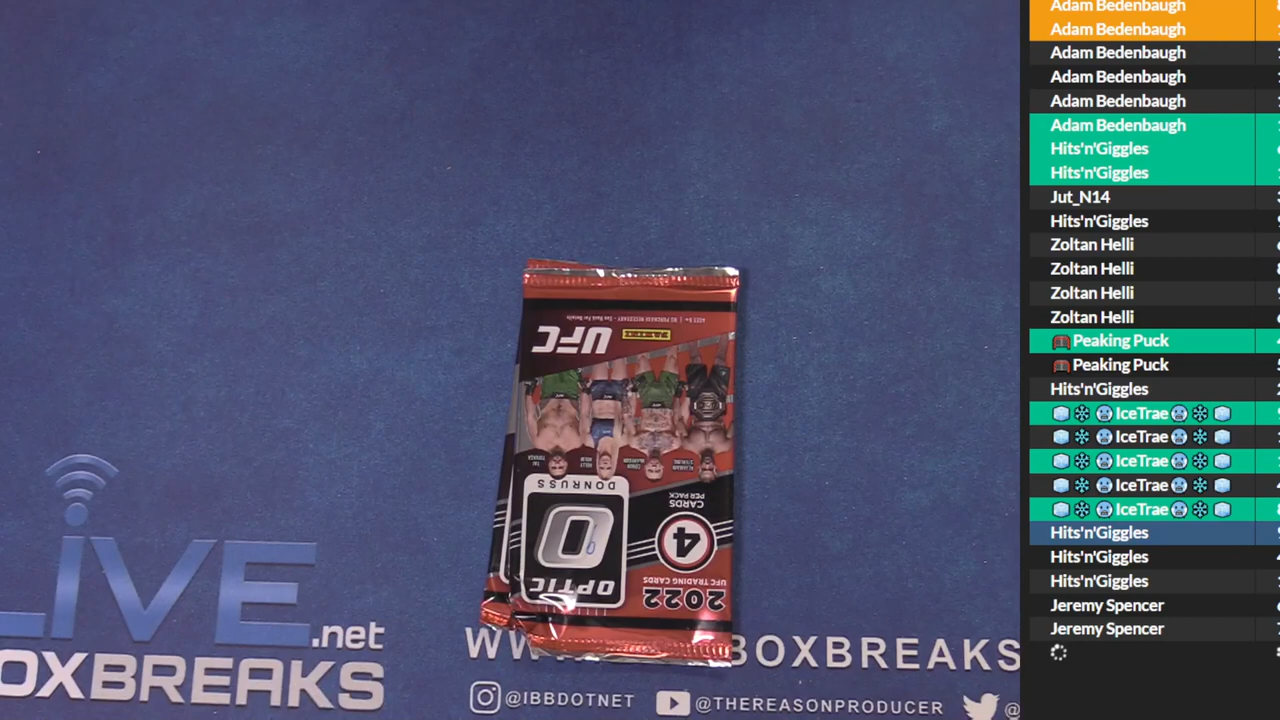 Adam Bedenbaugh
Adam Bedenbaugh
Adam Bedenbaugh
Adam Bedenbaugh
Adam Bedenbaugh
Adam Bedenbaugh
Hits'n'Giggles
Hits'n'Giggles
Jut_N14
Hits'n'Giggles
Zoltan Helli
Zoltan Helli
Zoltan Helli
Zoltan Helli
Peaking Puck
Peaking Puck
Hits'n'Giggles
IceTrae
IceTrae
IceTrae
IceTrae
IceTrae
Hits'n'Giggles
Hits'n'Giggles
Hits'n'Giggles
Jeremy Spencer
Jeremy Spencer
2022
UFC TRADING CARDS
OPTIC
DONRUSS
4
CARDS
PER PACK
PANINI
UFC
LIVE
.net
OXBREAKS
BOXBREAKS
@IBBDOTNET
@THEREASONPRODUCER
@